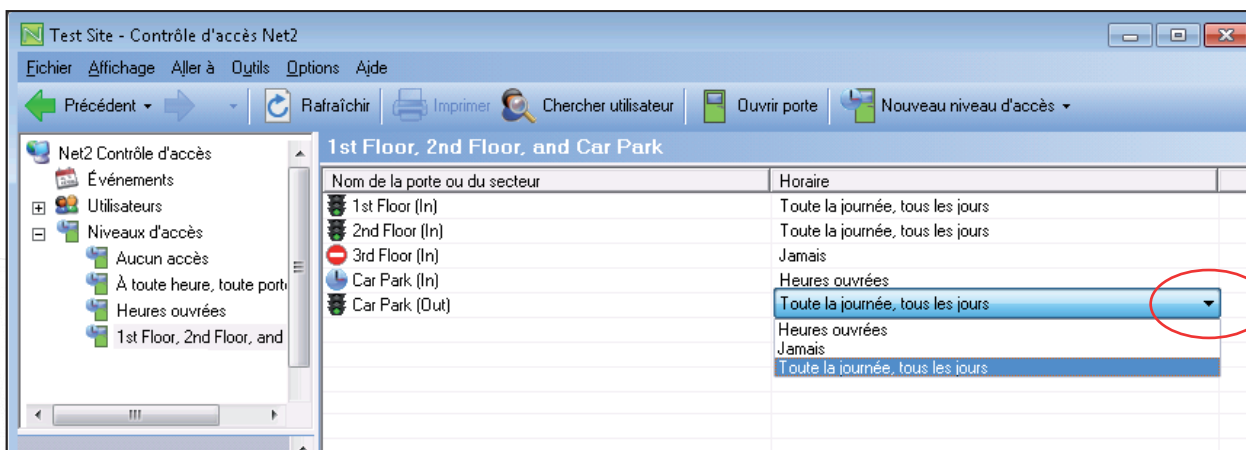 Test Site - Contrôle d'accès Net2
Fichier Affichage Aller à Outils Options Ajde
Précédent Rafraîchir Imprimer Chercher utilisateur Ouvrir porte Nouveau niveau d'accès
Net2 Contrôle d'accès
Événements
Utilisateurs
Niveaux d'accès
Aucun accès
À toute heure, toute port
Heures ouvrées
1st Floor, 2nd Floor, and
1st Floor, 2nd Floor, and Car Park
Nom de la porte ou du secteur Horaire
1st Floor (In) Toute la journée, tous les jours
2nd Floor (In) Toute la journée, tous les jours
3rd Floor (In) Jamais
Car Park (In) Heures ouvrées
Car Park (Out) Toute la journée, tous les jours
Heures ouvrées
Jamais
Toute la journée, tous les jours